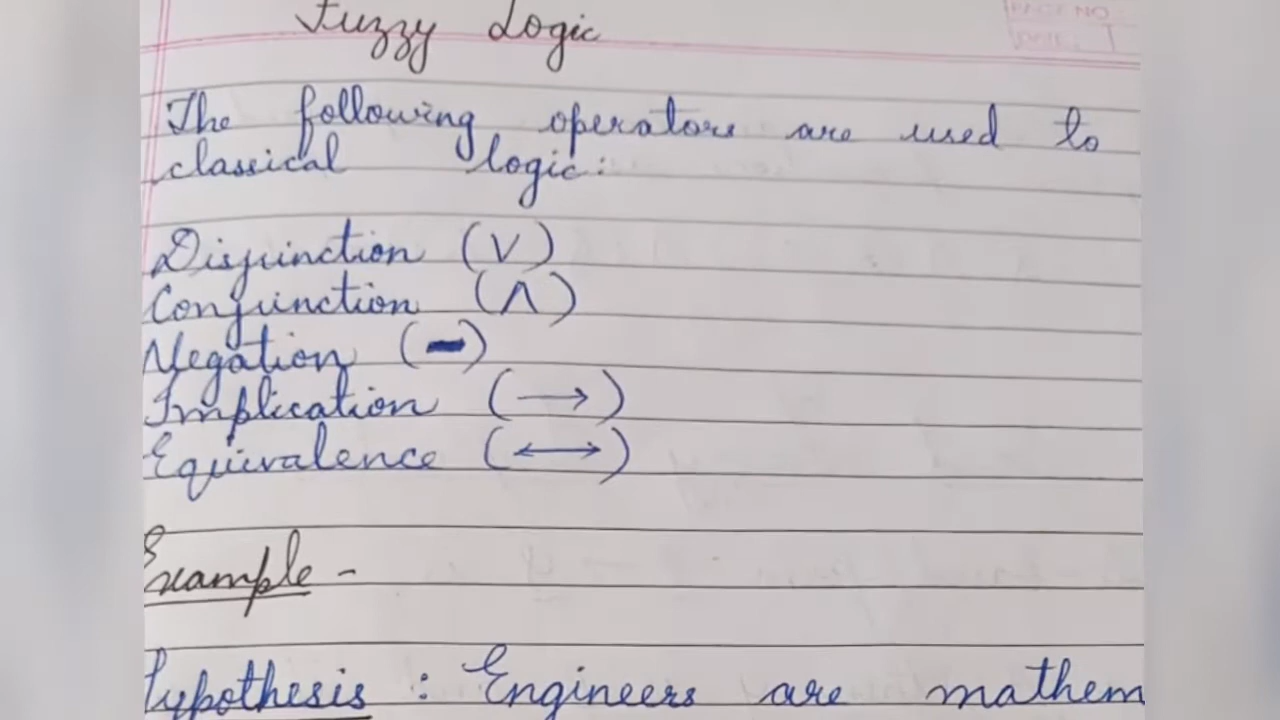 Fuzzy Logic
The following operators are used to
classical logic:
Disjunction (∨)
Conjunction (∧)
Negation (-)
Implication (→)
Equivalence (↔)
Example -
Hypothesis : Engineers are mathem